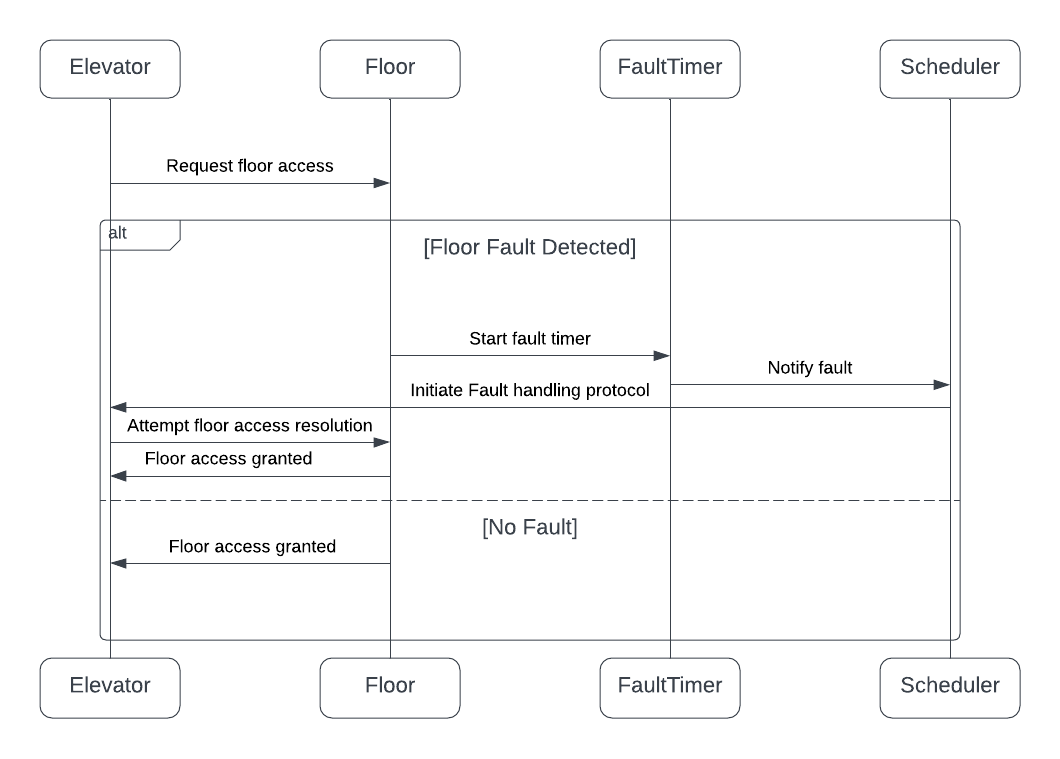 Elevator
Floor
FaultTimer
Scheduler
Request floor access
alt
[Floor Fault Detected]
Start fault timer
Notify fault
Initiate Fault handling protocol
Attempt floor access resolution
Floor access granted
[No Fault]
Floor access granted
Elevator
Floor
FaultTimer
Scheduler